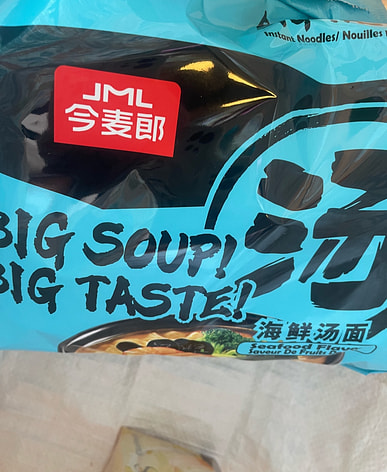 Instant Noodles/ Nouilles
JML
今麦郎
汤
BIG SOUP!
BIG TASTE!
海鲜汤面
Seafood Flavor
Saveur De Fruits